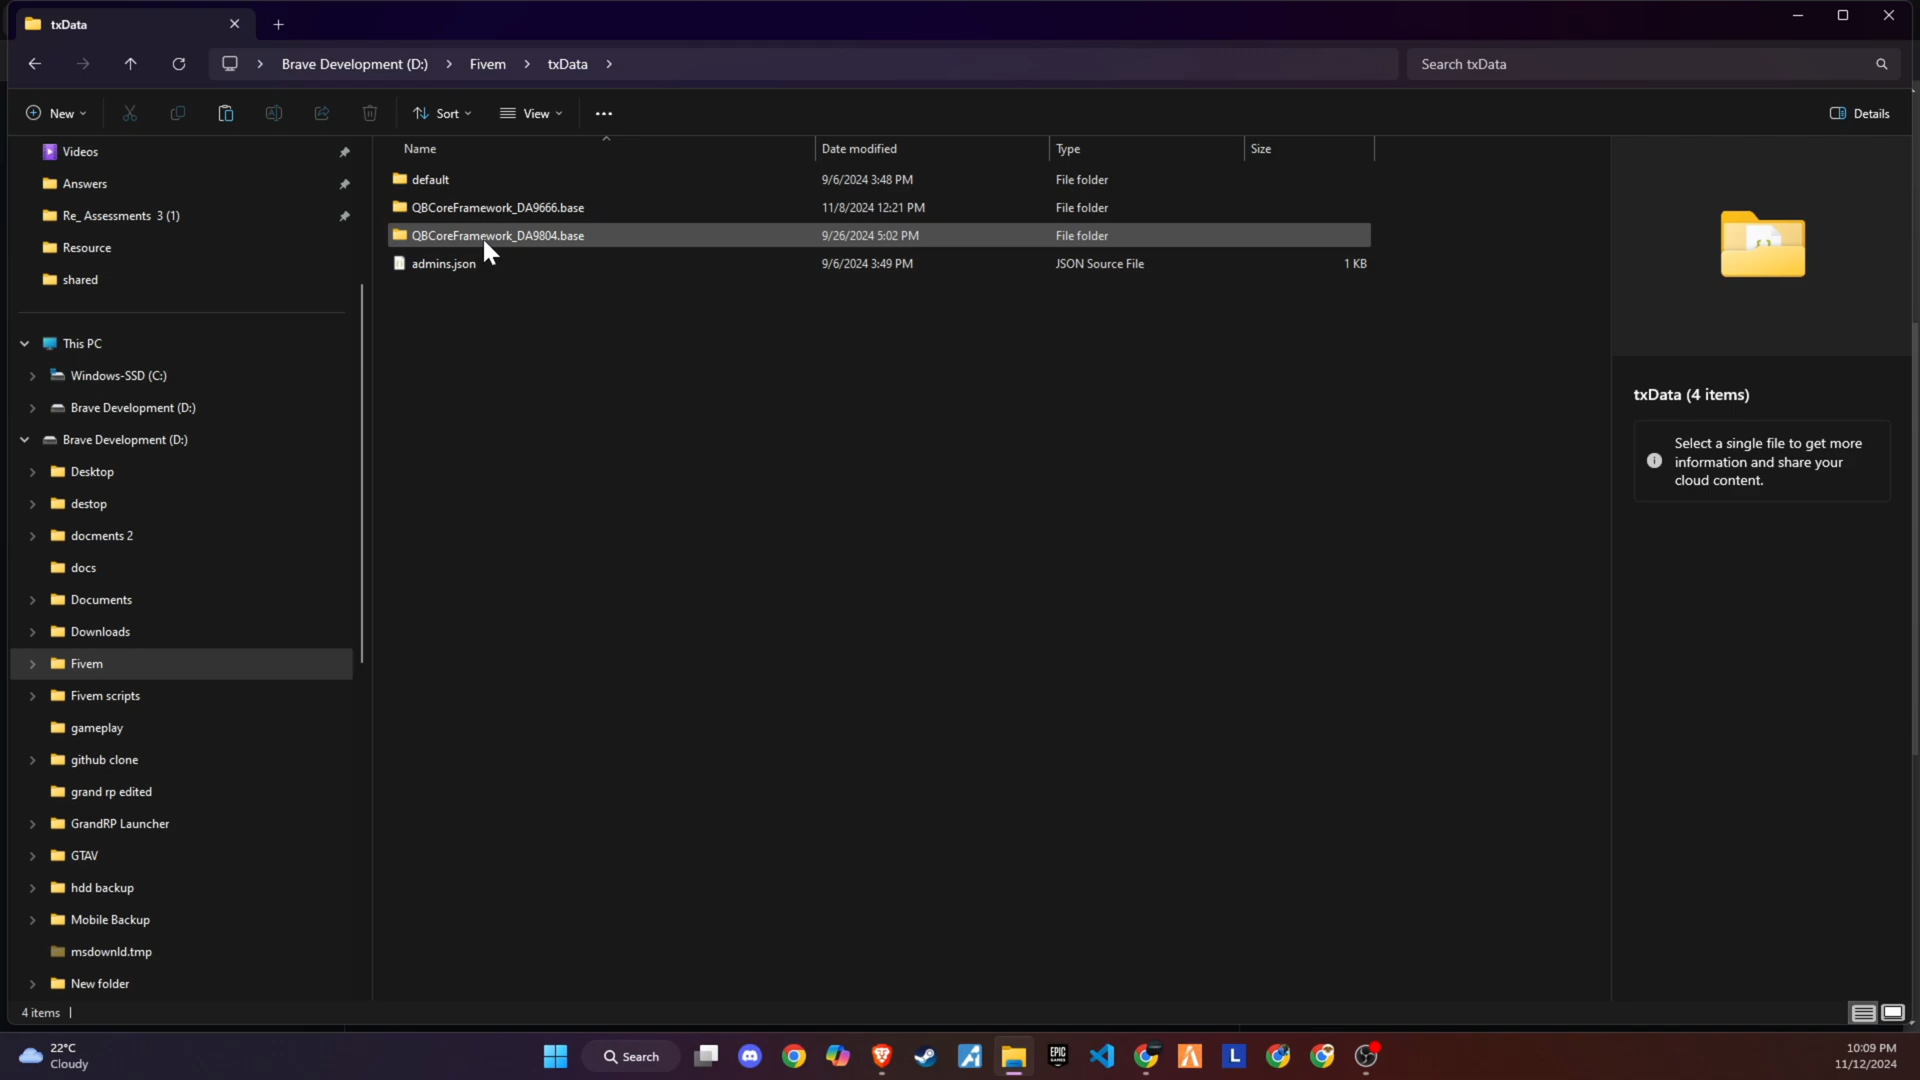 txData
Brave Development (D:)
Fivem
txData
Search txData
New
Sort
View
Details
Name
Date modified
Type
Size
default
9/6/2024 3:48 PM
File folder
QBCoreFramework_DA9666.base
11/8/2024 12:21 PM
File folder
QBCoreFramework_DA9804.base
9/26/2024 5:02 PM
File folder
admins.json
9/6/2024 3:49 PM
JSON Source File
1 KB
Videos
Answers
Re_ Assessments 3 (1)
Resource
shared
This PC
Windows-SSD (C:)
Brave Development (D:)
Brave Development (D:)
Desktop
destop
docments 2
docs
Documents
Downloads
Fivem
Fivem scripts
gameplay
github clone
grand rp edited
GrandRP Launcher
GTAV
hdd backup
Mobile Backup
msdownld.tmp
New folder
txData (4 items)
Select a single file to get more
information and share your
cloud content.
4 items
22°C
Cloudy
Search
EPIC
GAMES
L
10:09 PM
11/12/2024